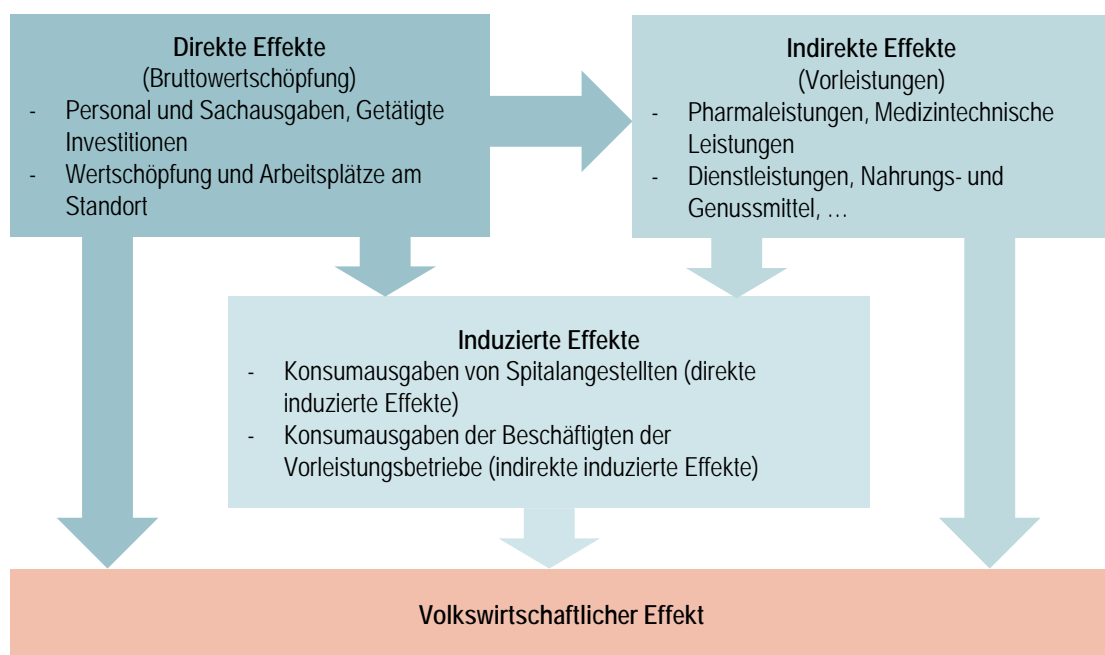 Direkte Effekte
(Bruttowertschöpfung)
- Personal und Sachausgaben, Getätigte
Investitionen
- Wertschöpfung und Arbeitsplätze am
Standort
Indirekte Effekte
(Vorleistungen)
- Pharmaleistungen, Medizintechnische
Leistungen
- Dienstleistungen, Nahrungs- und
Genussmittel, …
Induzierte Effekte
- Konsumausgaben von Spitalangestellten (direkte
induzierte Effekte)
- Konsumausgaben der Beschäftigten der
Vorleistungsbetriebe (indirekte induzierte Effekte)
Volkswirtschaftlicher Effekt